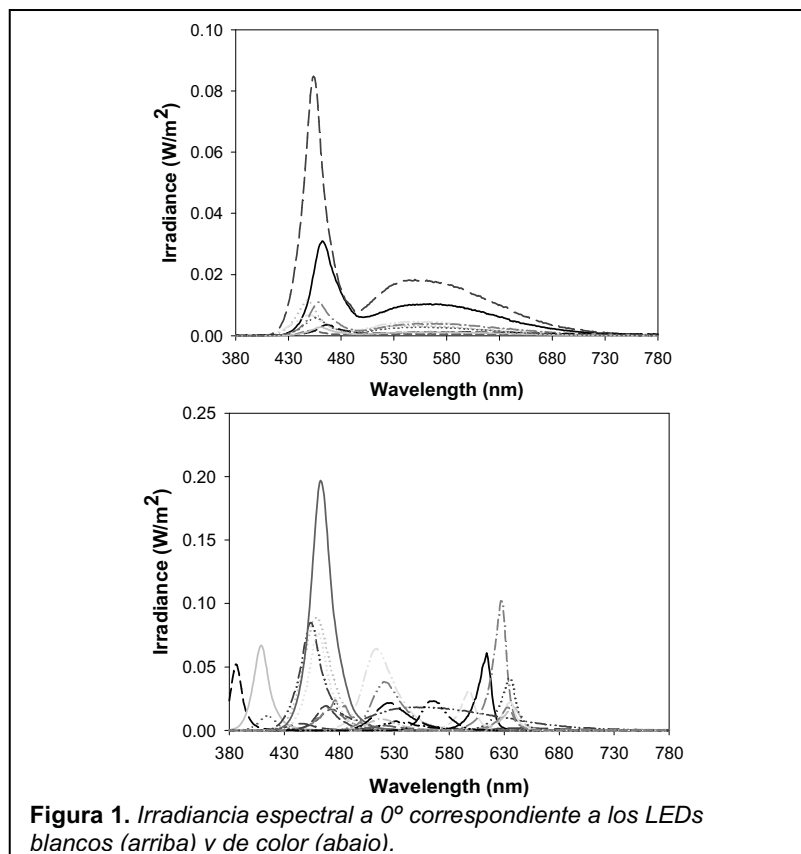 0.10
0.08
0.06
0.04
0.02
0.00
Irradiance (W/m2)
380 430 480 530 580 630 680 730 780
Wavelength (nm)
0.25
0.20
0.15
0.10
0.05
0.00
Irradiance (W/m2)
380 430 480 530 580 630 680 730 780
Wavelength (nm)
Figura 1. Irradiancia espectral a 0º correspondiente a los LEDs
blancos (arriba) y de color (abajo).